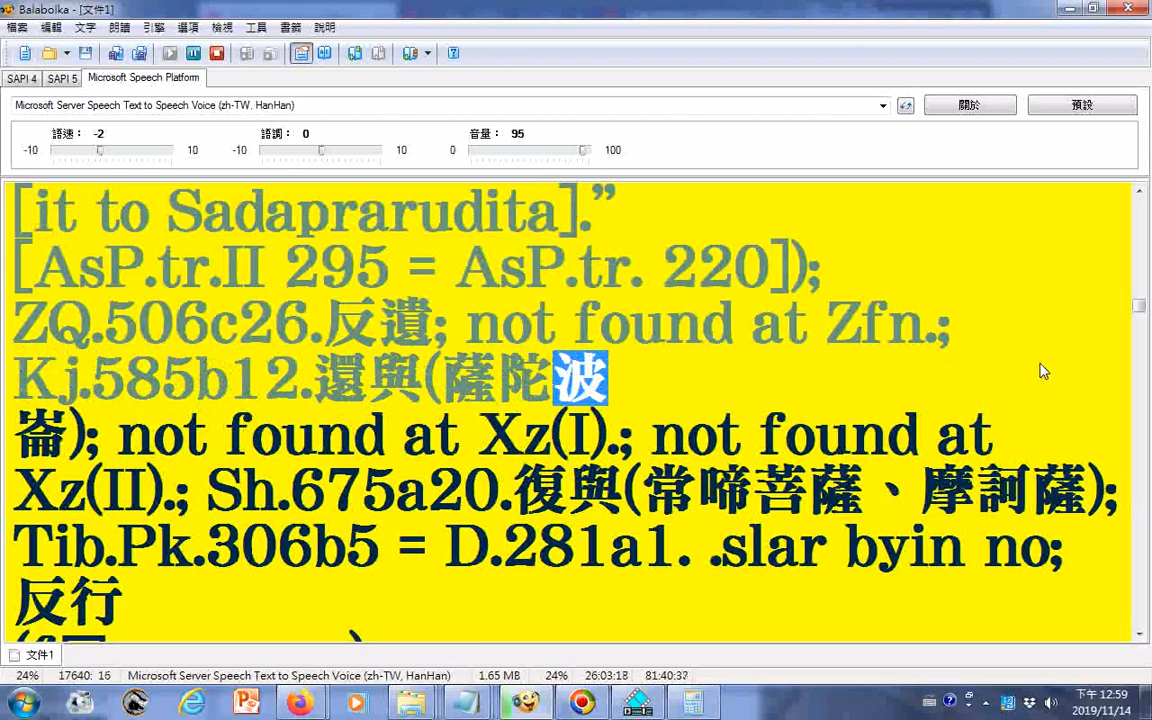 Balabolka - [文件1]
檔案 編輯 文字 朗讀 引擎 選項 檢視 工具 書籤 說明
SAPI 4 SAPI 5 Microsoft Speech Platform
Microsoft Server Speech Text to Speech Voice (zh-TW, HanHan) 關於 預設
語速： -2 語調： 0 音量： 95
-10 10 -10 10 0 100
[it to Sadaprarudita].”
[AsP.tr.II 295 = AsP.tr. 220]);
ZQ.506c26.反遺; not found at Zfn.;
Kj.585b12.還與(薩陀波
崙); not found at Xz(I).; not found at
Xz(II).; Sh.675a20.復與(常啼菩薩、摩訶薩);
Tib.Pk.306b5 = D.281a1. .slar byin no;
反行
文件1
24% 17640: 16 Microsoft Server Speech Text to Speech Voice (zh-TW, HanHan) 1.65 MB 24% 26:03:18 81:40:37
下午 12:59
2019/11/14